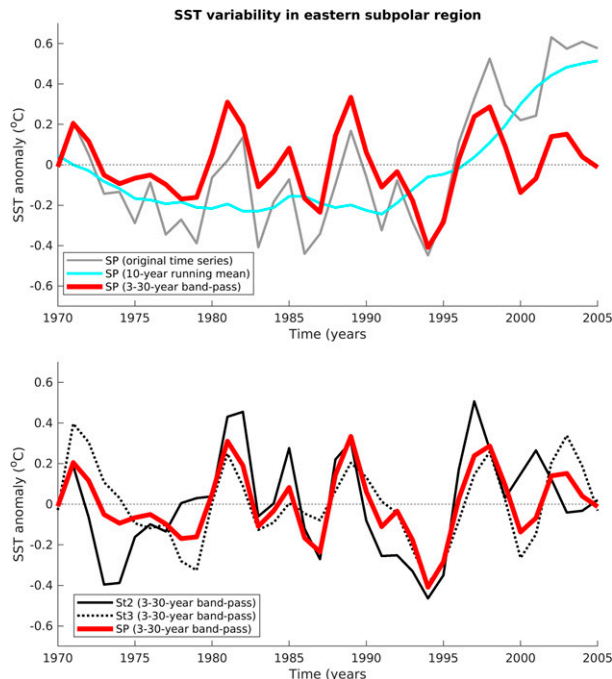 SST variability in eastern subpolar region
SST anomaly (°C)
0.6
0.4
0.2
0
-0.2
-0.4
-0.6
SP (original time series)
SP (10-year running mean)
SP (3-30-year band-pass)
1970 1975 1980 1985 1990 1995 2000 2005
Time (years
SST anomaly (°C)
0.6
0.4
0.2
0
-0.2
-0.4
-0.6
St2 (3-30-year band-pass)
St3 (3-30-year band-pass)
SP (3-30-year band-pass)
1970 1975 1980 1985 1990 1995 2000 2005
Time (years)